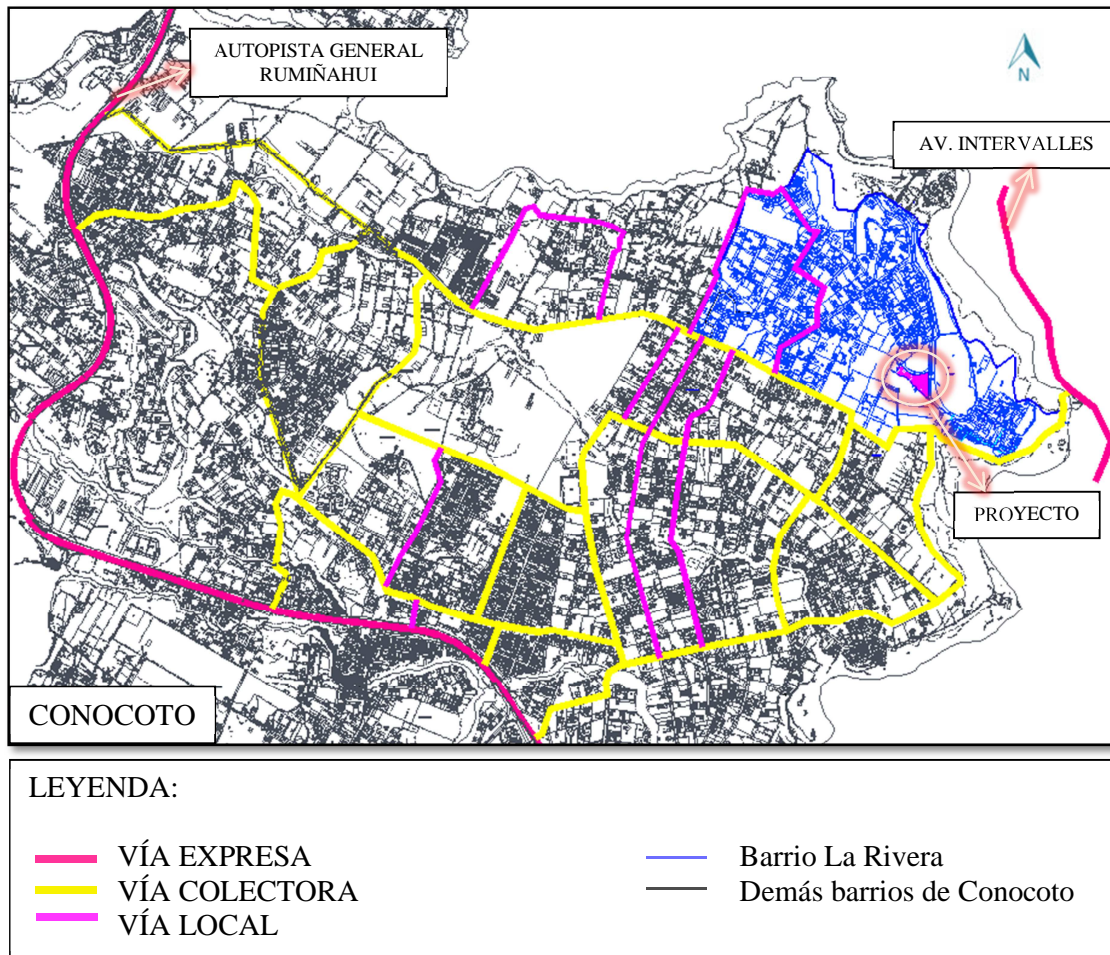 AUTOPISTA GENERAL
RUMIÑAHUI
N
AV. INTERVALLES
PROYECTO
CONOCOTO
LEYENDA:
VÍA EXPRESA
VÍA COLECTORA
VÍA LOCAL
Barrio La Rivera
Demás barrios de Conocoto